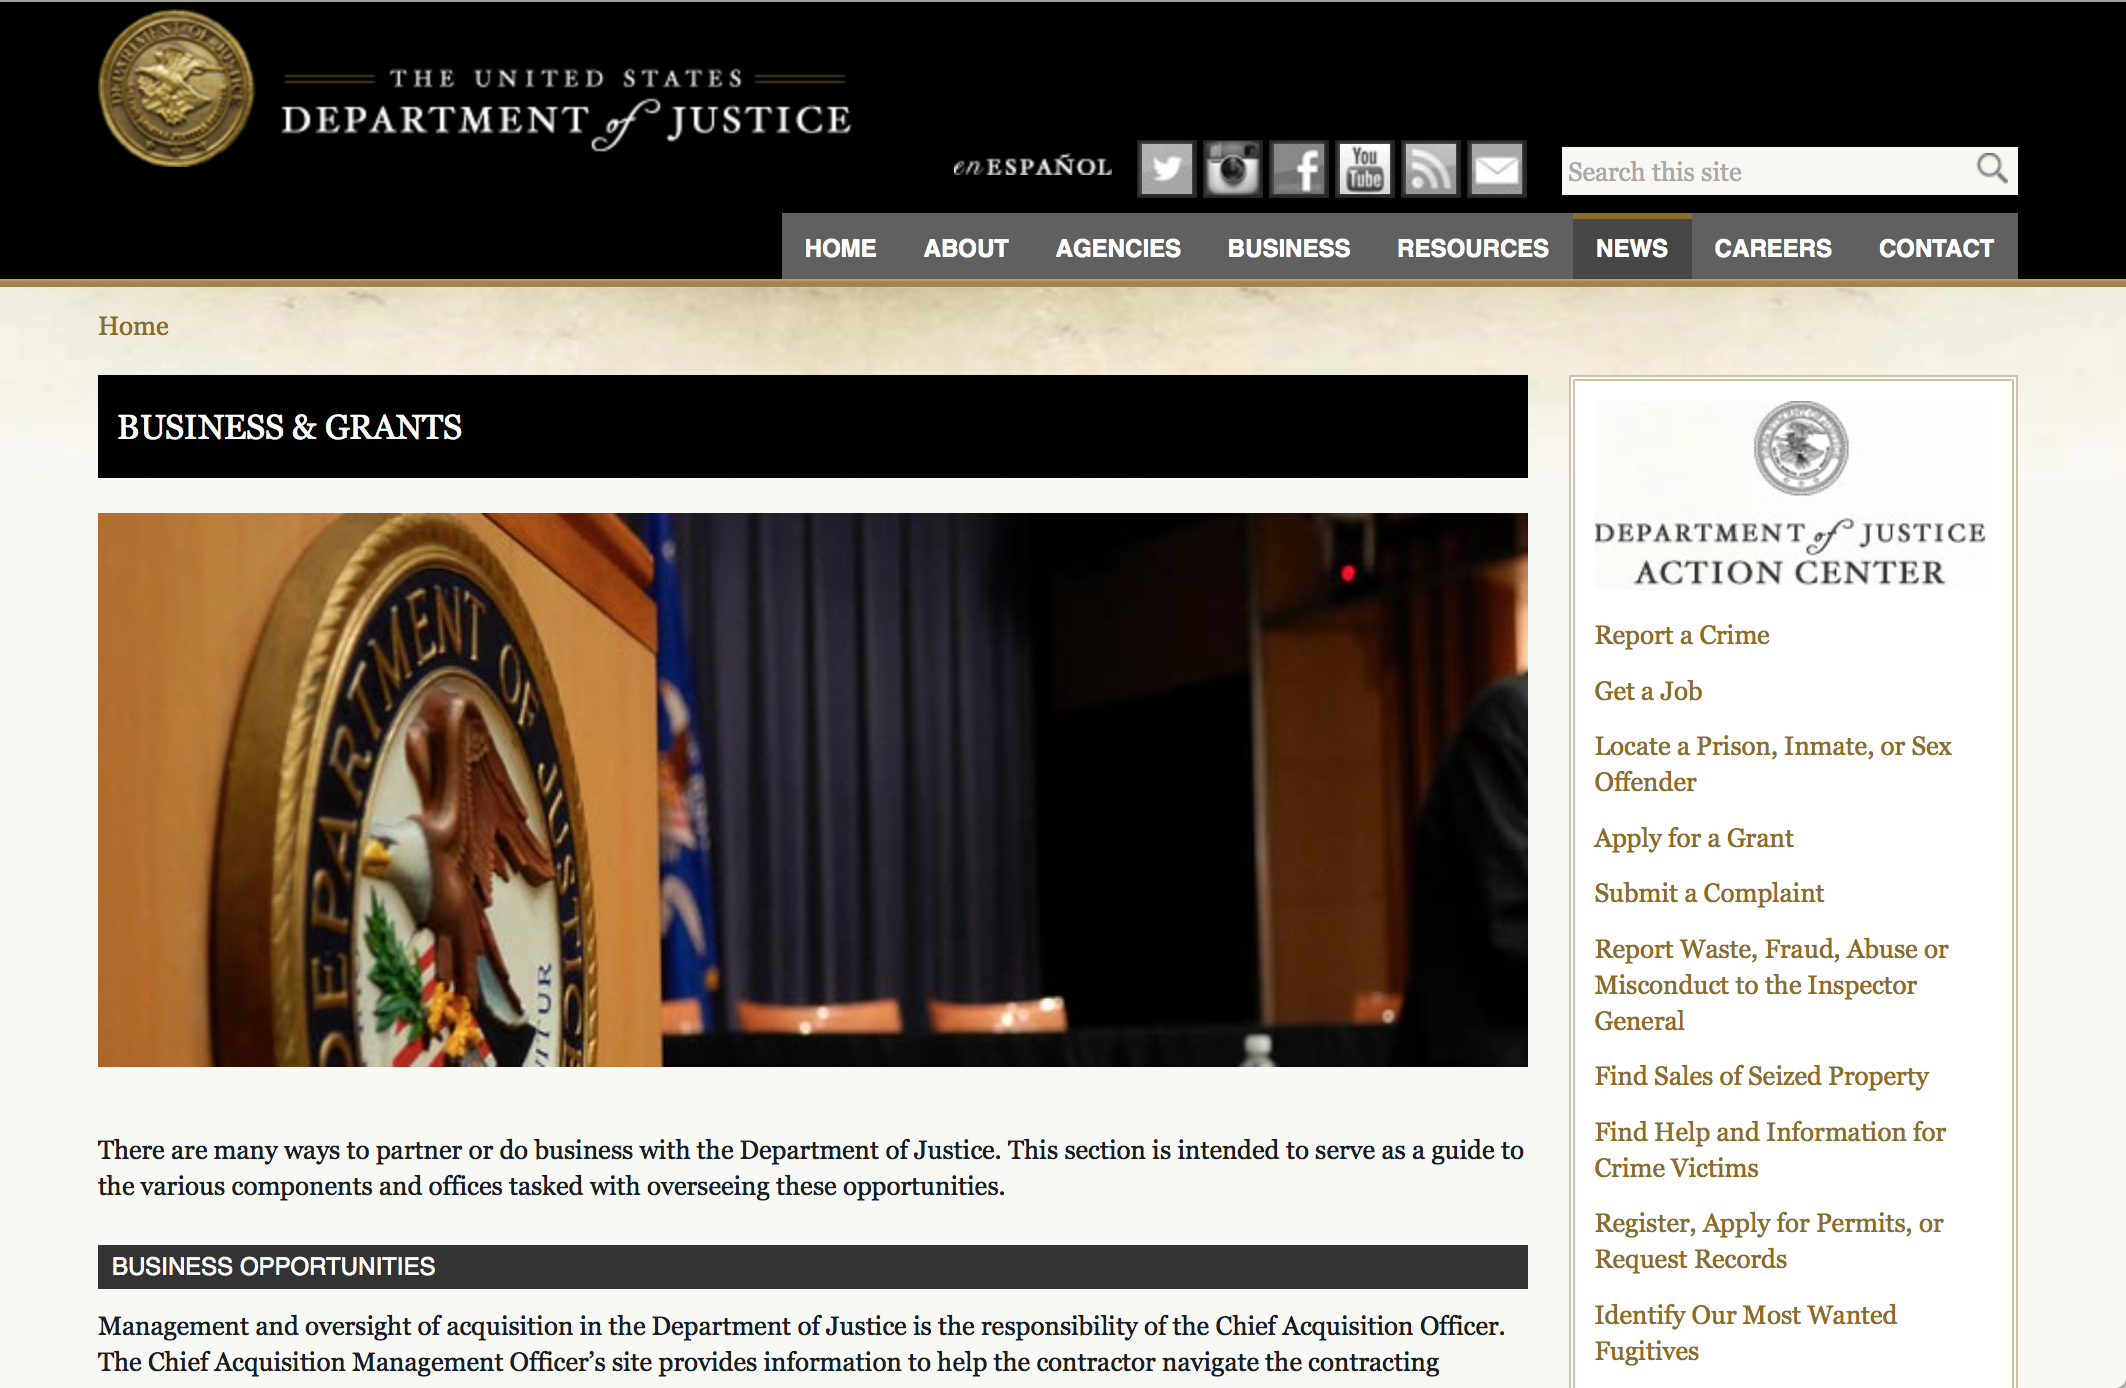 THE UNITED STATES
DEPARTMENT of JUSTICE
en ESPAÑOL
You
Tube
Search this site
HOME ABOUT AGENCIES BUSINESS RESOURCES NEWS CAREERS CONTACT
Home
BUSINESS & GRANTS
DEPARTMENT OF JUSTICE
There are many ways to partner or do business with the Department of Justice. This section is intended to serve as a guide to
the various components and offices tasked with overseeing these opportunities.
BUSINESS OPPORTUNITIES
Management and oversight of acquisition in the Department of Justice is the responsibility of the Chief Acquisition Officer.
The Chief Acquisition Management Officer’s site provides information to help the contractor navigate the contracting
DEPARTMENT of JUSTICE
ACTION CENTER
Report a Crime
Get a Job
Locate a Prison, Inmate, or Sex
Offender
Apply for a Grant
Submit a Complaint
Report Waste, Fraud, Abuse or
Misconduct to the Inspector
General
Find Sales of Seized Property
Find Help and Information for
Crime Victims
Register, Apply for Permits, or
Request Records
Identify Our Most Wanted
Fugitives